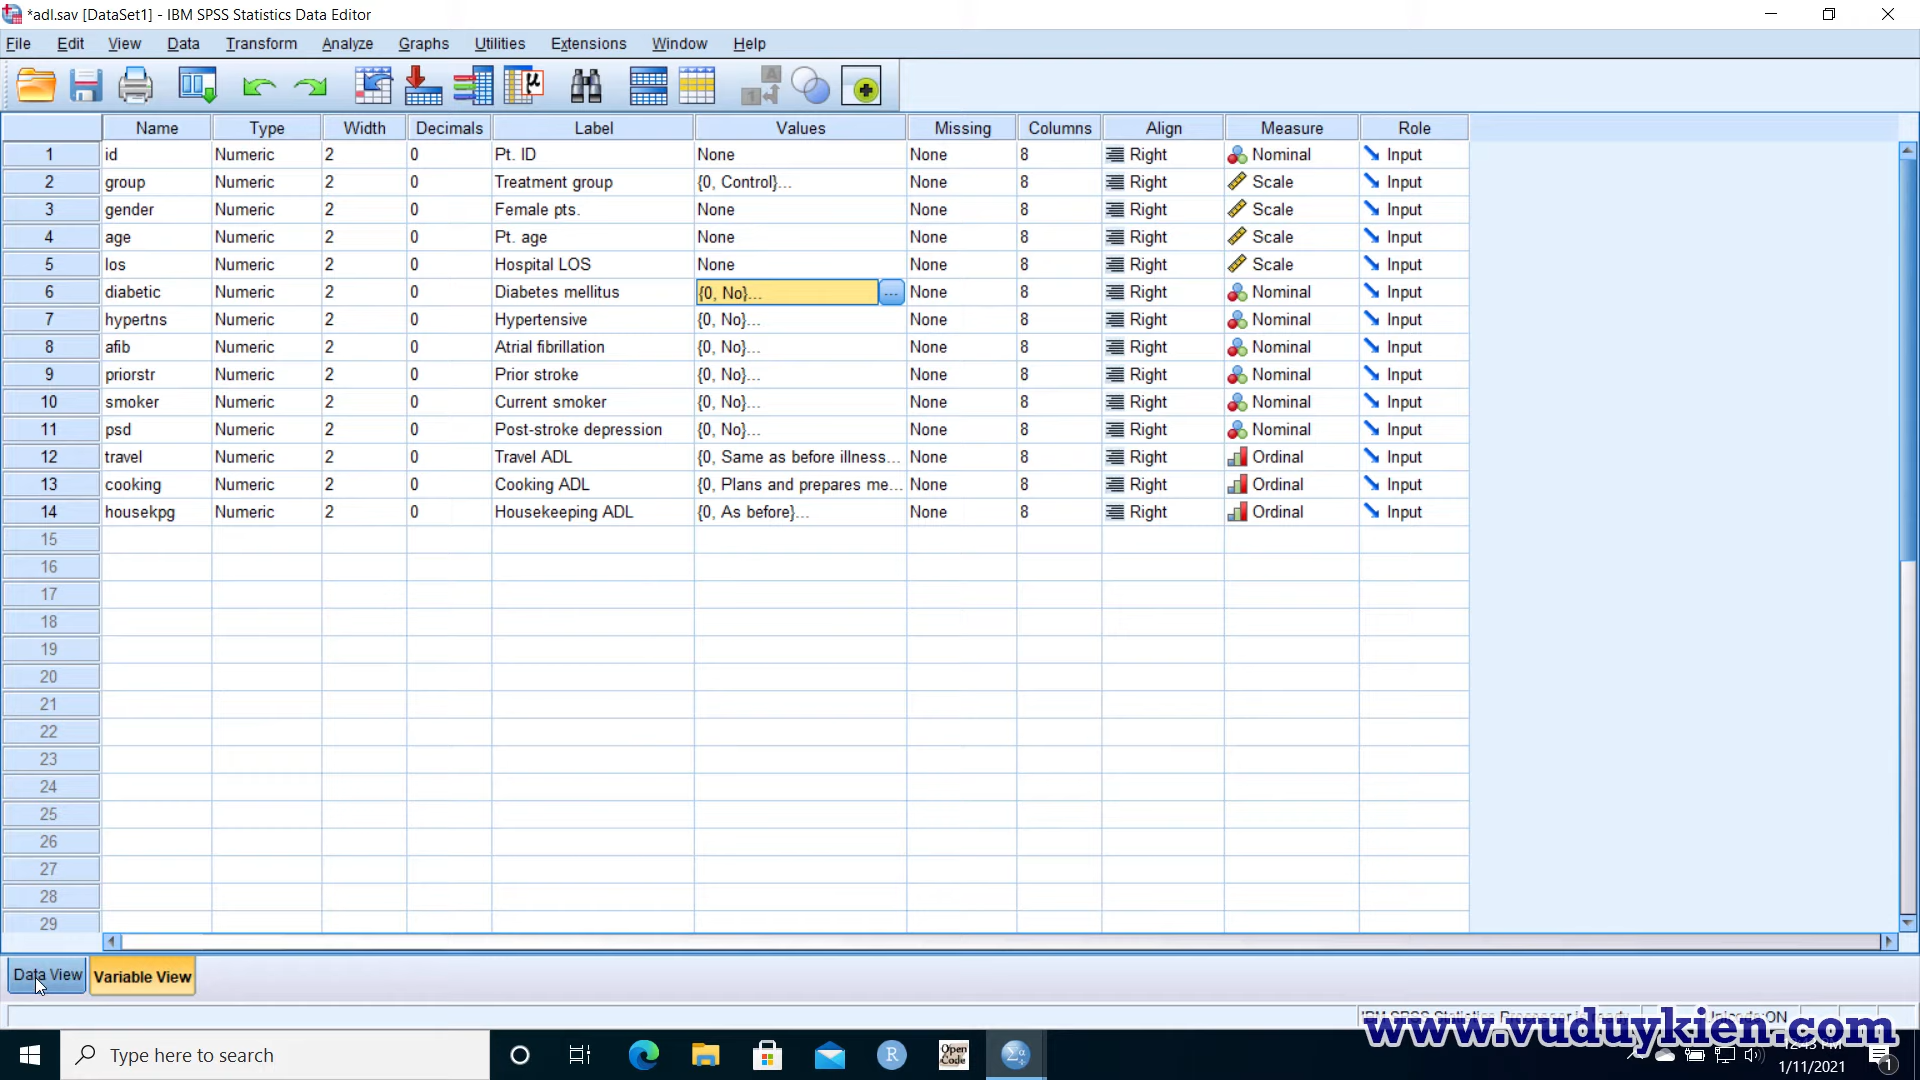 *adl.sav [DataSet1] - IBM SPSS Statistics Data Editor
File Edit View Data Transform Analyze Graphs Utilities Extensions Window Help
Name Type Width Decimals Label Values Missing Columns Align Measure Role
1 id Numeric 2 0 Pt. ID None None 8 Right Nominal Input
2 group Numeric 2 0 Treatment group {0, Control}... None 8 Right Scale Input
3 gender Numeric 2 0 Female pts. None None 8 Right Scale Input
4 age Numeric 2 0 Pt. age None None 8 Right Scale Input
5 los Numeric 2 0 Hospital LOS None None 8 Right Scale Input
6 diabetic Numeric 2 0 Diabetes mellitus {0, No}... ... None 8 Right Nominal Input
7 hypertns Numeric 2 0 Hypertensive {0, No}... None 8 Right Nominal Input
8 afib Numeric 2 0 Atrial fibrillation {0, No}... None 8 Right Nominal Input
9 priorstr Numeric 2 0 Prior stroke {0, No}... None 8 Right Nominal Input
10 smoker Numeric 2 0 Current smoker {0, No}... None 8 Right Nominal Input
11 psd Numeric 2 0 Post-stroke depression {0, No}... None 8 Right Nominal Input
12 travel Numeric 2 0 Travel ADL {0, Same as before illness... None 8 Right Ordinal Input
13 cooking Numeric 2 0 Cooking ADL {0, Plans and prepares me... None 8 Right Ordinal Input
14 housekpg Numeric 2 0 Housekeeping ADL {0, As before}... None 8 Right Ordinal Input
15
16
17
18
19
20
21
22
23
24
25
26
27
28
29
Data View Variable View
www.vuduykien.com
Type here to search
R
Open Code
1/11/2021
1